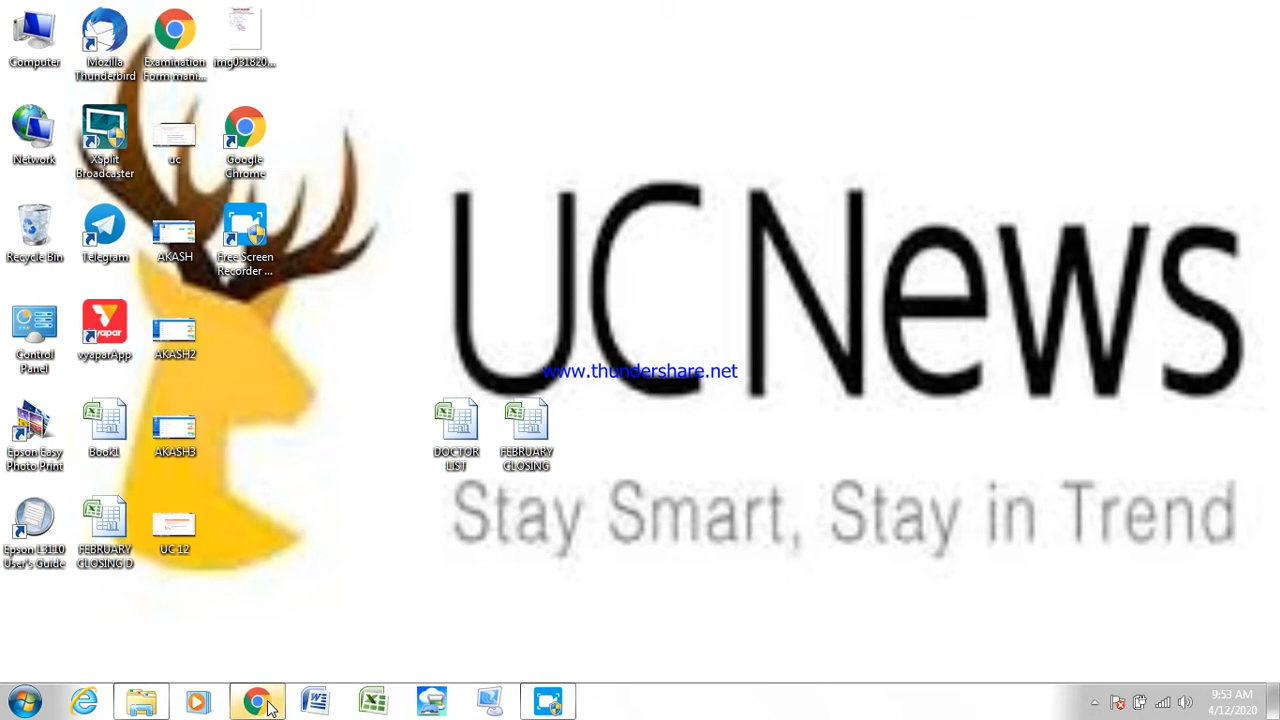 Computer
Mozilla
Thunderbird
Examination
Form mani...
img031820...
Network
XSplit
Broadcaster
uc
Google
Chrome
Recycle Bin
Telegram
AKASH
Free Screen
Recorder ...
Control
Panel
vyapar
vyaparApp
AKASH2
Epson Easy
Photo Print
Book1
AKASH3
Epson L3110
User's Guide
FEBRUARY
CLOSING D
UC 12
UC News
www.thundershare.net
DOCTOR
LIST
FEBRUARY
CLOSING
Stay Smart, Stay in Trend
9:53 AM
4/12/2020